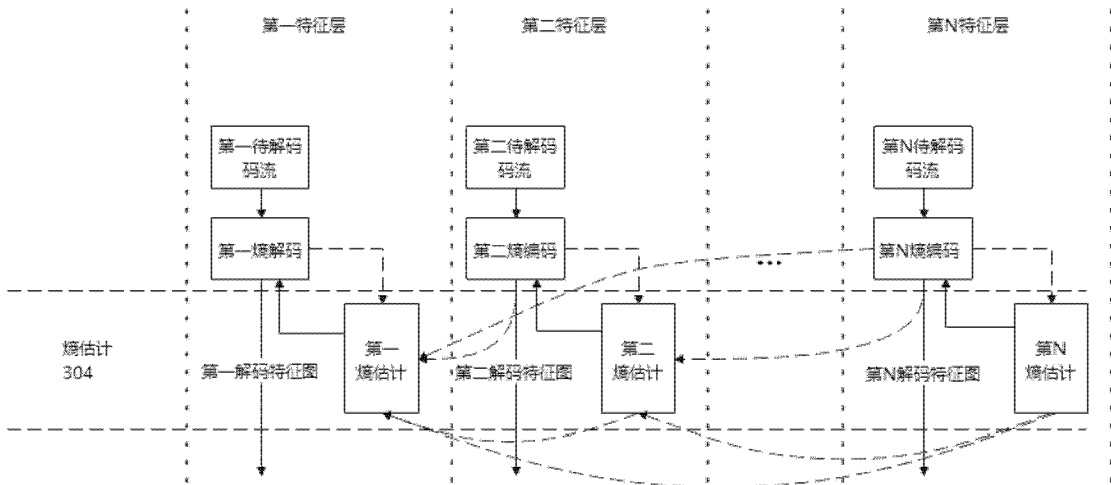 第一特征层
第二特征层
第N特征层
第一待解码
码流
第二待解码
码流
第N待解码
码流
第一熵解码
第二熵编码
第N熵编码
...
熵估计
304
第一解码特征图
第一
熵估计
第二解码特征图
第二
熵估计
第N解码特征图
第N
熵估计